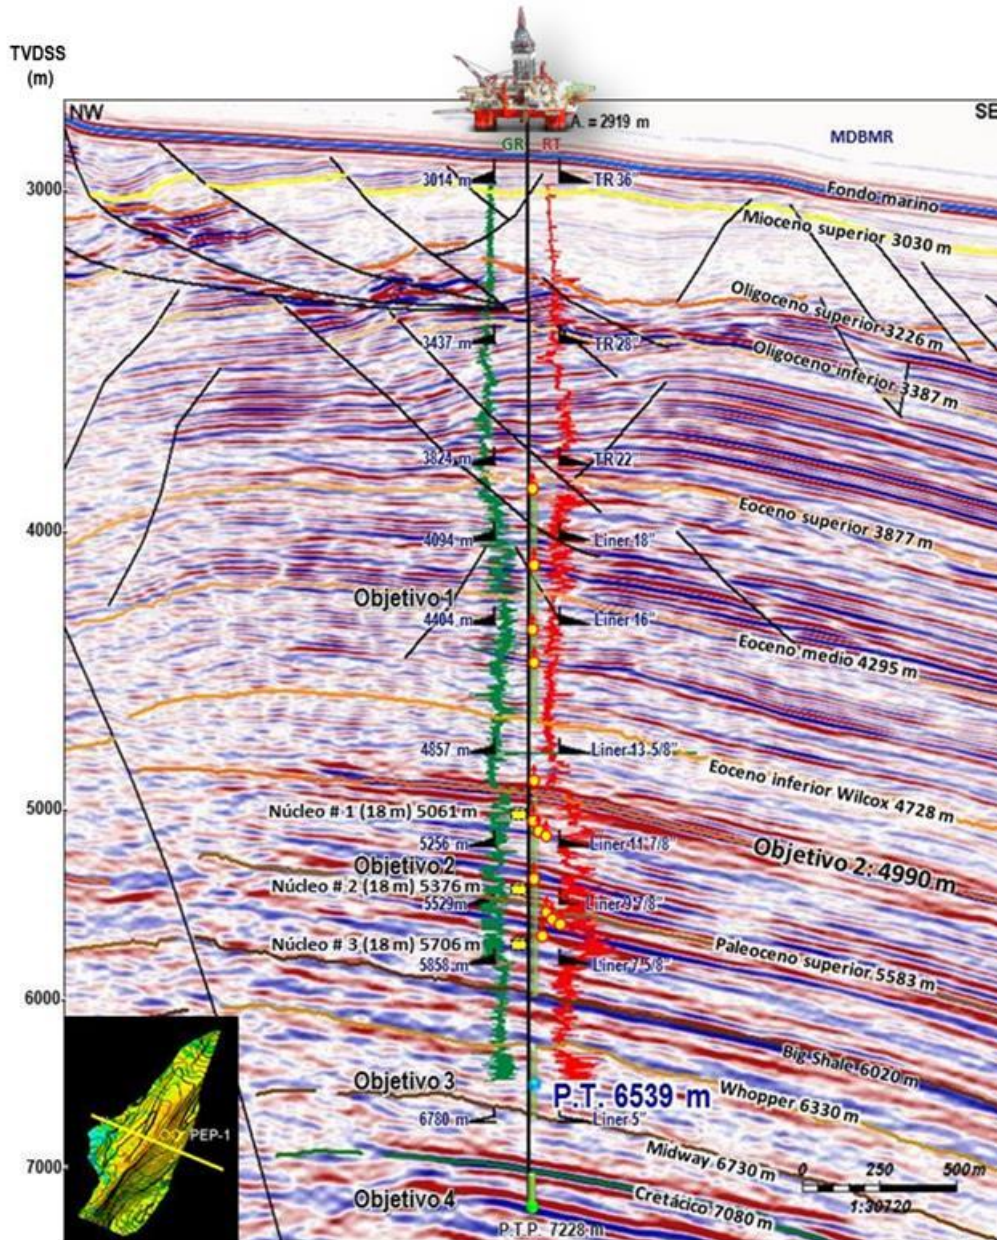 TVDSS
(m)
NW
SE
A. = 2919 m
MDBMR
GR
RT
3014 m
TR 36"
3000
Fondo marino
Mioceno superior 3030 m
Oligoceno superior 3226 m
3437 m
TR 28"
Oligoceno inferior 3387 m
3824 m
TR 22
Eoceno superior 3877 m
4000
4094 m
Liner 18"
Objetivo 1
4404 m
Liner 16"
Eoceno medio 4295 m
4857 m
Liner 13-5/8"
Eoceno inferior Wilcox 4728 m
5000
Núcleo # 1 (18 m) 5061 m
5256 m
Liner 11 7/8"
Objetivo 2: 4990 m
Objetivo 2
Núcleo # 2 (18 m) 5376 m
5529m
Liner 9 7/8"
Núcleo # 3 (18 m) 5706 m
Paleoceno superior 5583 m
5858 m
Liner 7 5/8"
6000
Big Shale 6020 m
Objetivo 3
P.T. 6539 m
Whopper 6330 m
6780 m
Liner 5"
PEP-1
Midway 6730 m
7000
0 250 500m
1:30720
Objetivo 4
Cretácico 7080 m
P.T.P. 7228 m